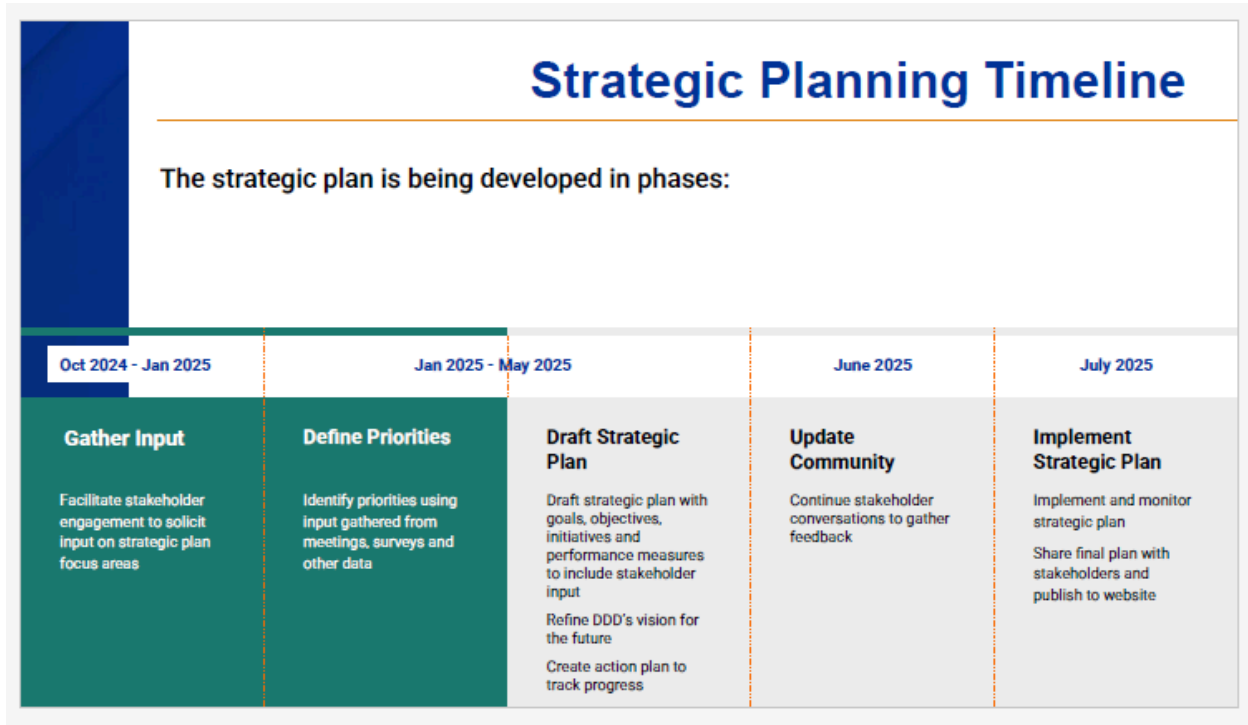 Strategic Planning Timeline
The strategic plan is being developed in phases:
Oct 2024 - Jan 2025
Jan 2025 - May 2025
June 2025
July 2025
Gather Input
Facilitate stakeholder
engagement to solicit
input on strategic plan
focus areas
Define Priorities
Identify priorities using
input gathered from
meetings, surveys and
other data
Draft Strategic
Plan
Draft strategic plan with
goals, objectives,
initiatives and
performance measures
to include stakeholder
input
Refine DDD's vision for
the future
Create action plan to
track progress
Update
Community
Continue stakeholder
conversations to gather
feedback
Implement
Strategic Plan
Implement and monitor
strategic plan
Share final plan with
stakeholders and
publish to website